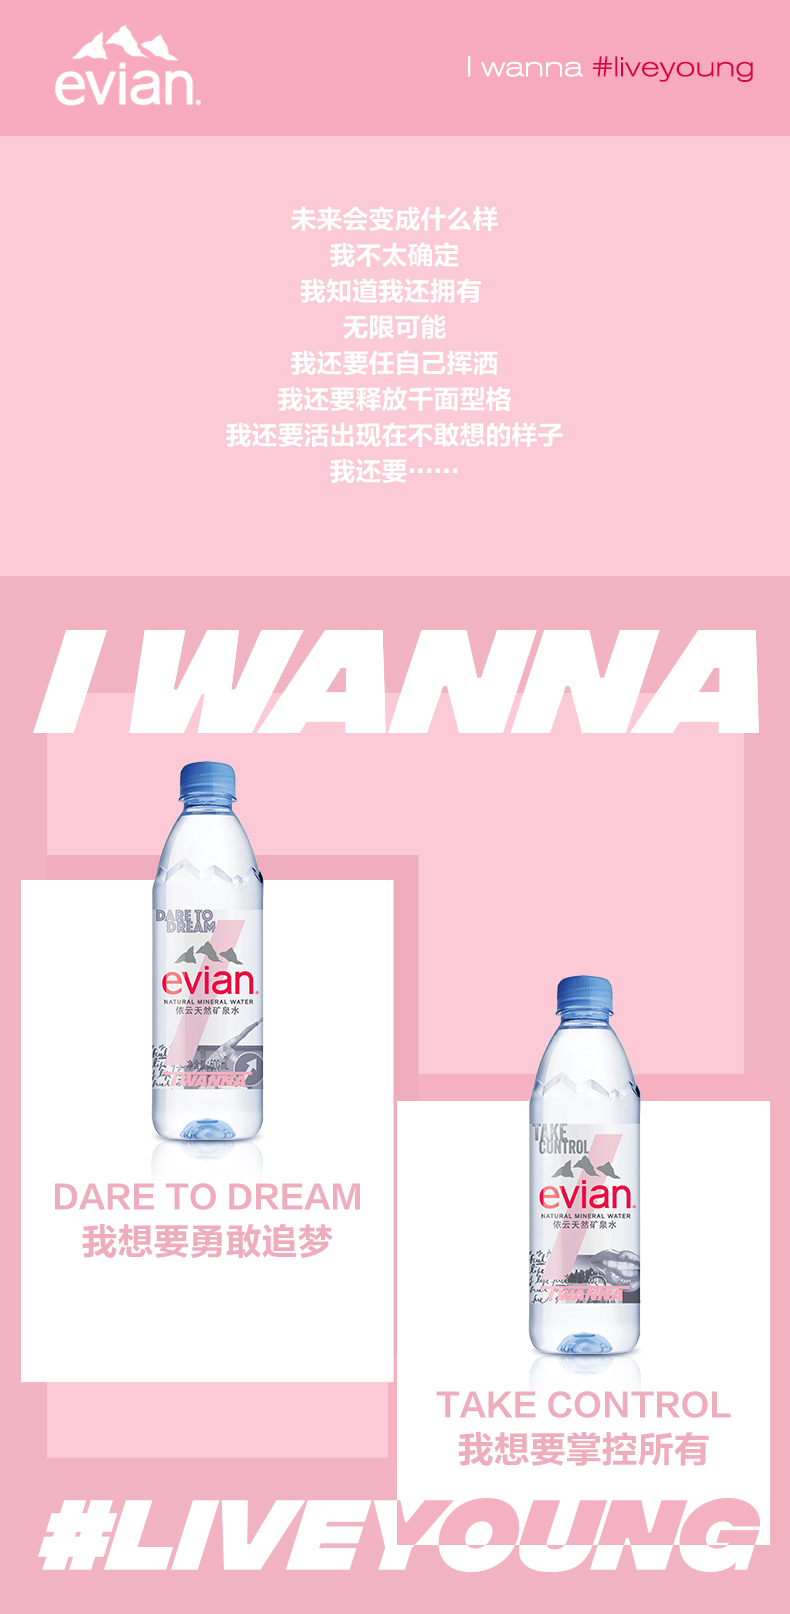 evian.
I wanna #liveyoung
未来会变成什么样
我不太确定
我知道我还拥有
无限可能
我还要任自己挥洒
我还要释放千面型格
我还要活出现在不敢想的样子
我还要……
I WANNA
DARE TO
DREAM
evian.
NATURAL MINERAL WATER
依云天然矿泉水
I WANNA
DARE TO DREAM
我想要勇敢追梦
TAKE
CONTROL
evian.
NATURAL MINERAL WATER
依云天然矿泉水
I WANNA
TAKE CONTROL
我想要掌控所有
#LIVEYOUNG